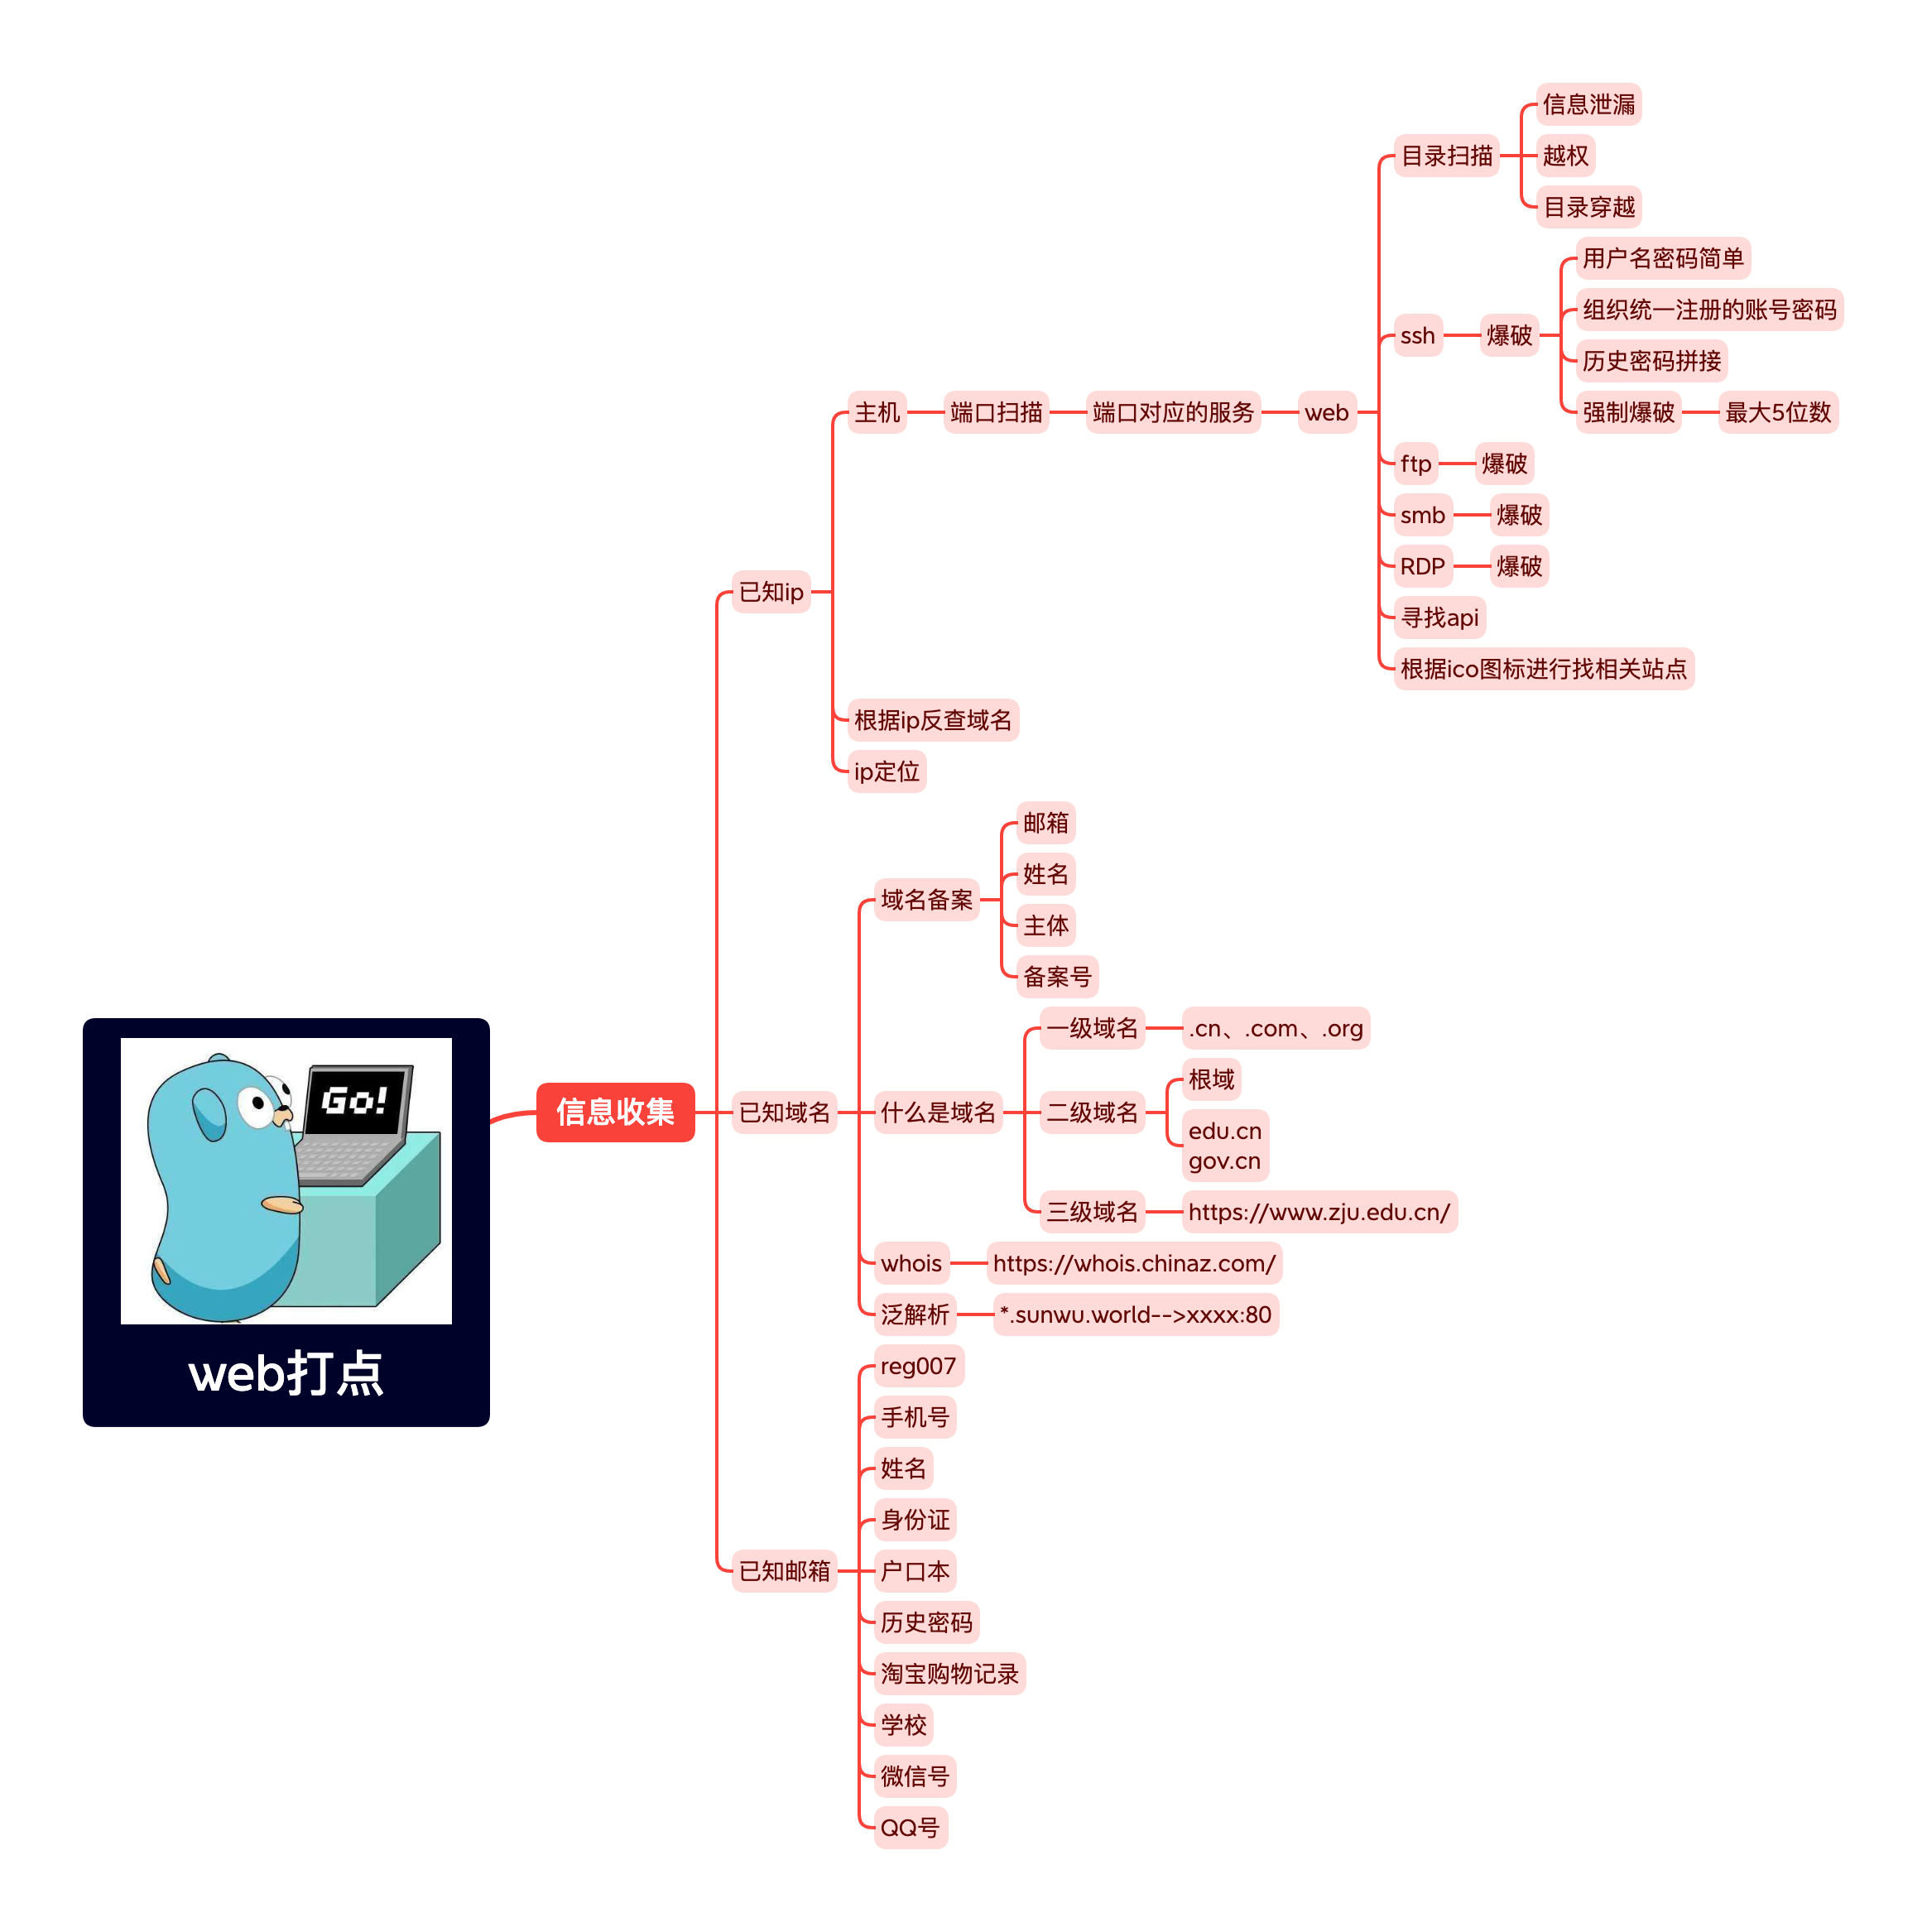 Go!
web打点
信息收集
已知ip
主机
端口扫描
端口对应的服务
web
目录扫描
信息泄漏
越权
目录穿越
ssh
爆破
用户名密码简单
组织统一注册的账号密码
历史密码拼接
强制爆破
最大5位数
ftp
爆破
smb
爆破
RDP
爆破
寻找api
根据ico图标进行找相关站点
根据ip反查域名
ip定位
已知域名
域名备案
邮箱
姓名
主体
备案号
什么是域名
一级域名
.cn、.com、.org
二级域名
根域
edu.cn
gov.cn
三级域名
https://www.zju.edu.cn/
whois
https://whois.chinaz.com/
泛解析
*.sunwu.world-->xxxx:80
已知邮箱
reg007
手机号
姓名
身份证
户口本
历史密码
淘宝购物记录
学校
微信号
QQ号